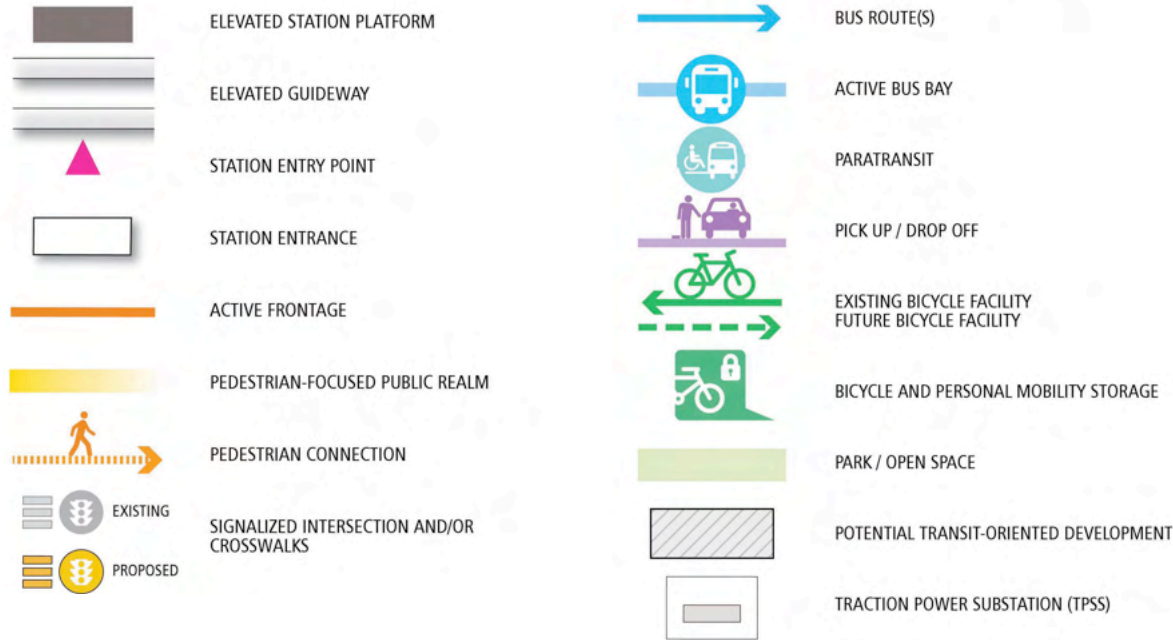 ELEVATED STATION PLATFORM
ELEVATED GUIDEWAY
STATION ENTRY POINT
STATION ENTRANCE
ACTIVE FRONTAGE
PEDESTRIAN-FOCUSED PUBLIC REALM
PEDESTRIAN CONNECTION
EXISTING
PROPOSED
SIGNALIZED INTERSECTION AND/OR
CROSSWALKS
BUS ROUTE(S)
ACTIVE BUS BAY
PARATRANSIT
PICK UP / DROP OFF
EXISTING BICYCLE FACILITY
FUTURE BICYCLE FACILITY
BICYCLE AND PERSONAL MOBILITY STORAGE
PARK / OPEN SPACE
POTENTIAL TRANSIT-ORIENTED DEVELOPMENT
TRACTION POWER SUBSTATION (TPSS)